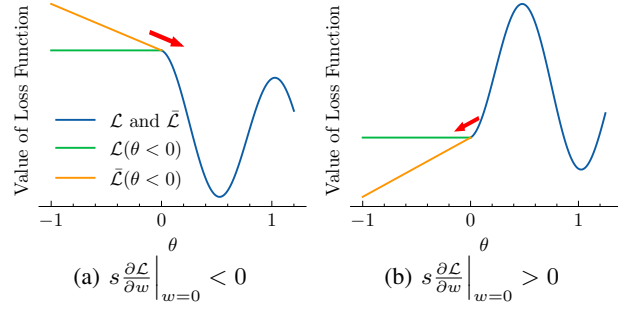 Value of Loss Function
ℒ and ℒ̄
ℒ(θ < 0)
ℒ̄(θ < 0)
−1 0 1
θ
(a) s ∂ℒ/∂w |w=0 < 0
Value of Loss Function
−1 0 1
θ
(b) s ∂ℒ/∂w |w=0 > 0